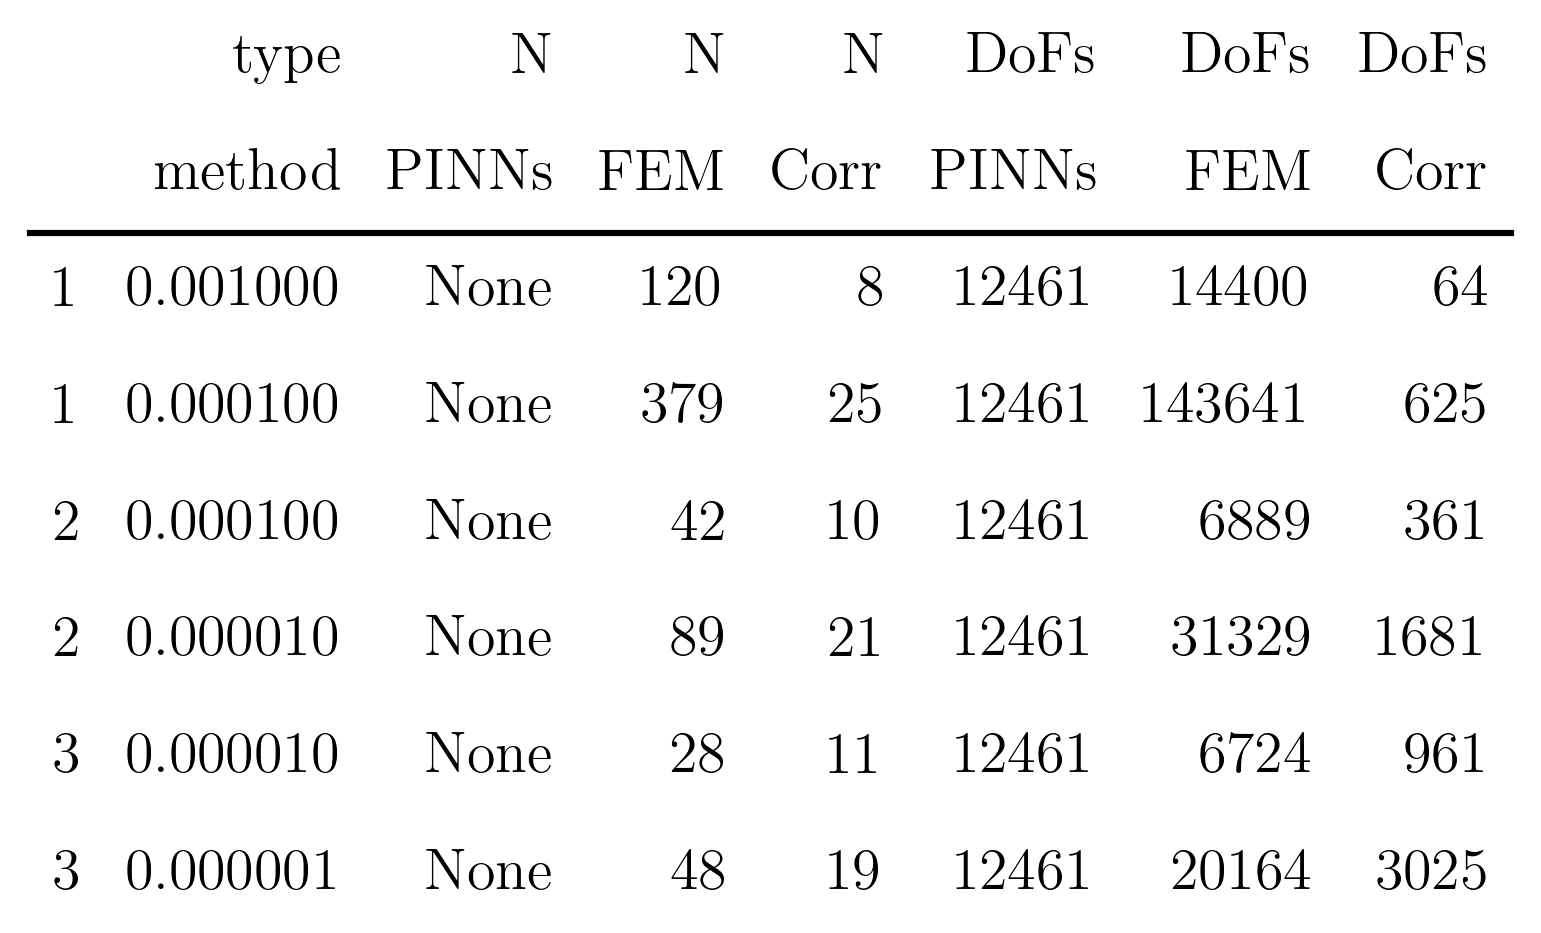 type N N N DoFs DoFs DoFs
method PINNs FEM Corr PINNs FEM Corr
1 0.001000 None 120 8 12461 14400 64
1 0.000100 None 379 25 12461 143641 625
2 0.000100 None 42 10 12461 6889 361
2 0.000010 None 89 21 12461 31329 1681
3 0.000010 None 28 11 12461 6724 961
3 0.000001 None 48 19 12461 20164 3025